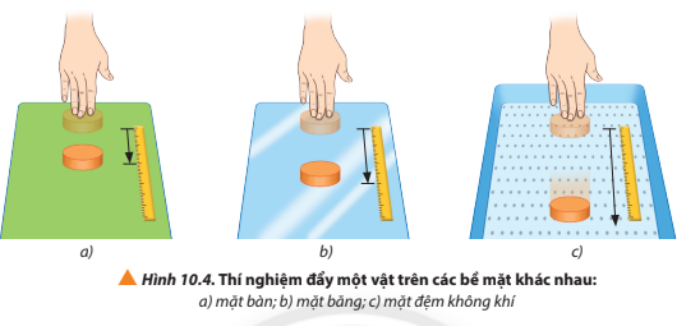 a)
b)
c)
Hình 10.4. Thí nghiệm đẩy một vật trên các bề mặt khác nhau:
a) mặt bàn; b) mặt băng; c) mặt đệm không khí